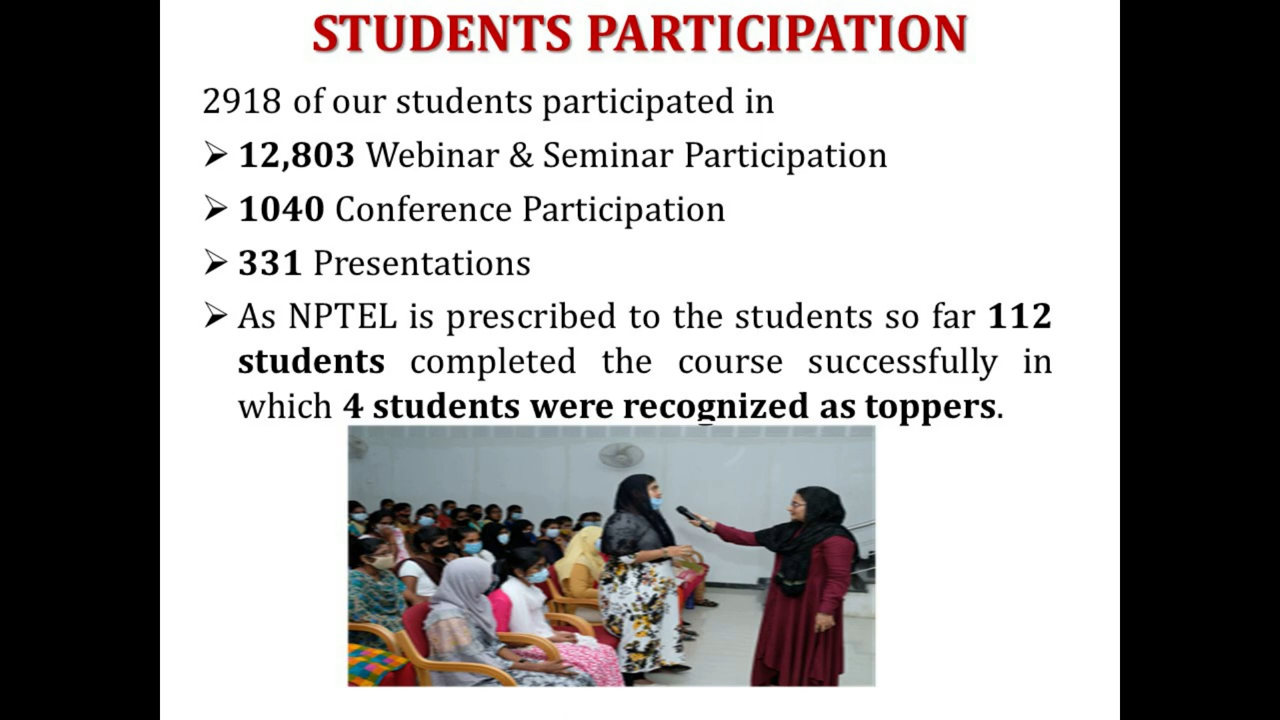 STUDENTS PARTICIPATION
2918 of our students participated in
➢ 12,803 Webinar & Seminar Participation
➢ 1040 Conference Participation
➢ 331 Presentations
➢ As NPTEL is prescribed to the students so far 112
students completed the course successfully in
which 4 students were recognized as toppers.